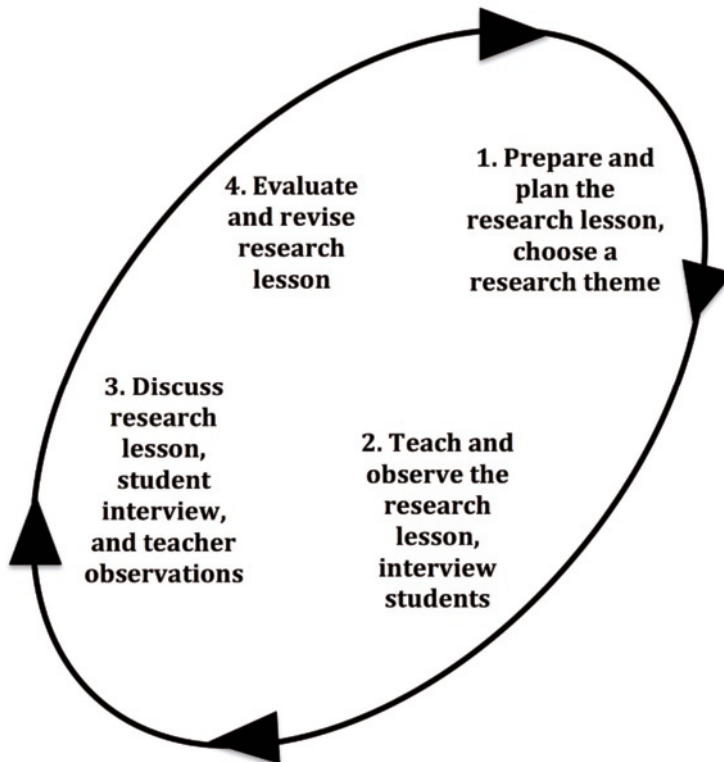 1. Prepare and
plan the
research lesson,
choose a
research theme
2. Teach and
observe the
research
lesson,
interview
students
3. Discuss
research
lesson,
student
interview,
and teacher
observations
4. Evaluate
and revise
research
lesson